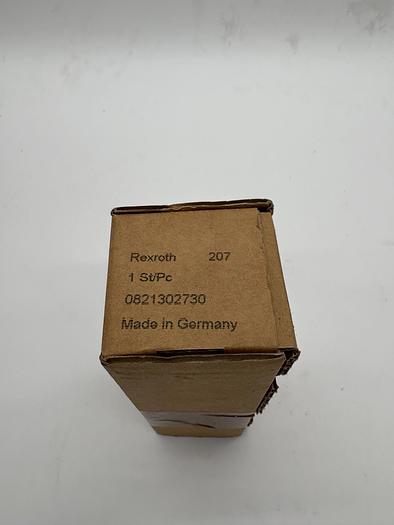 Rexroth 207
1 St/Pc
0821302730
Made in Germany